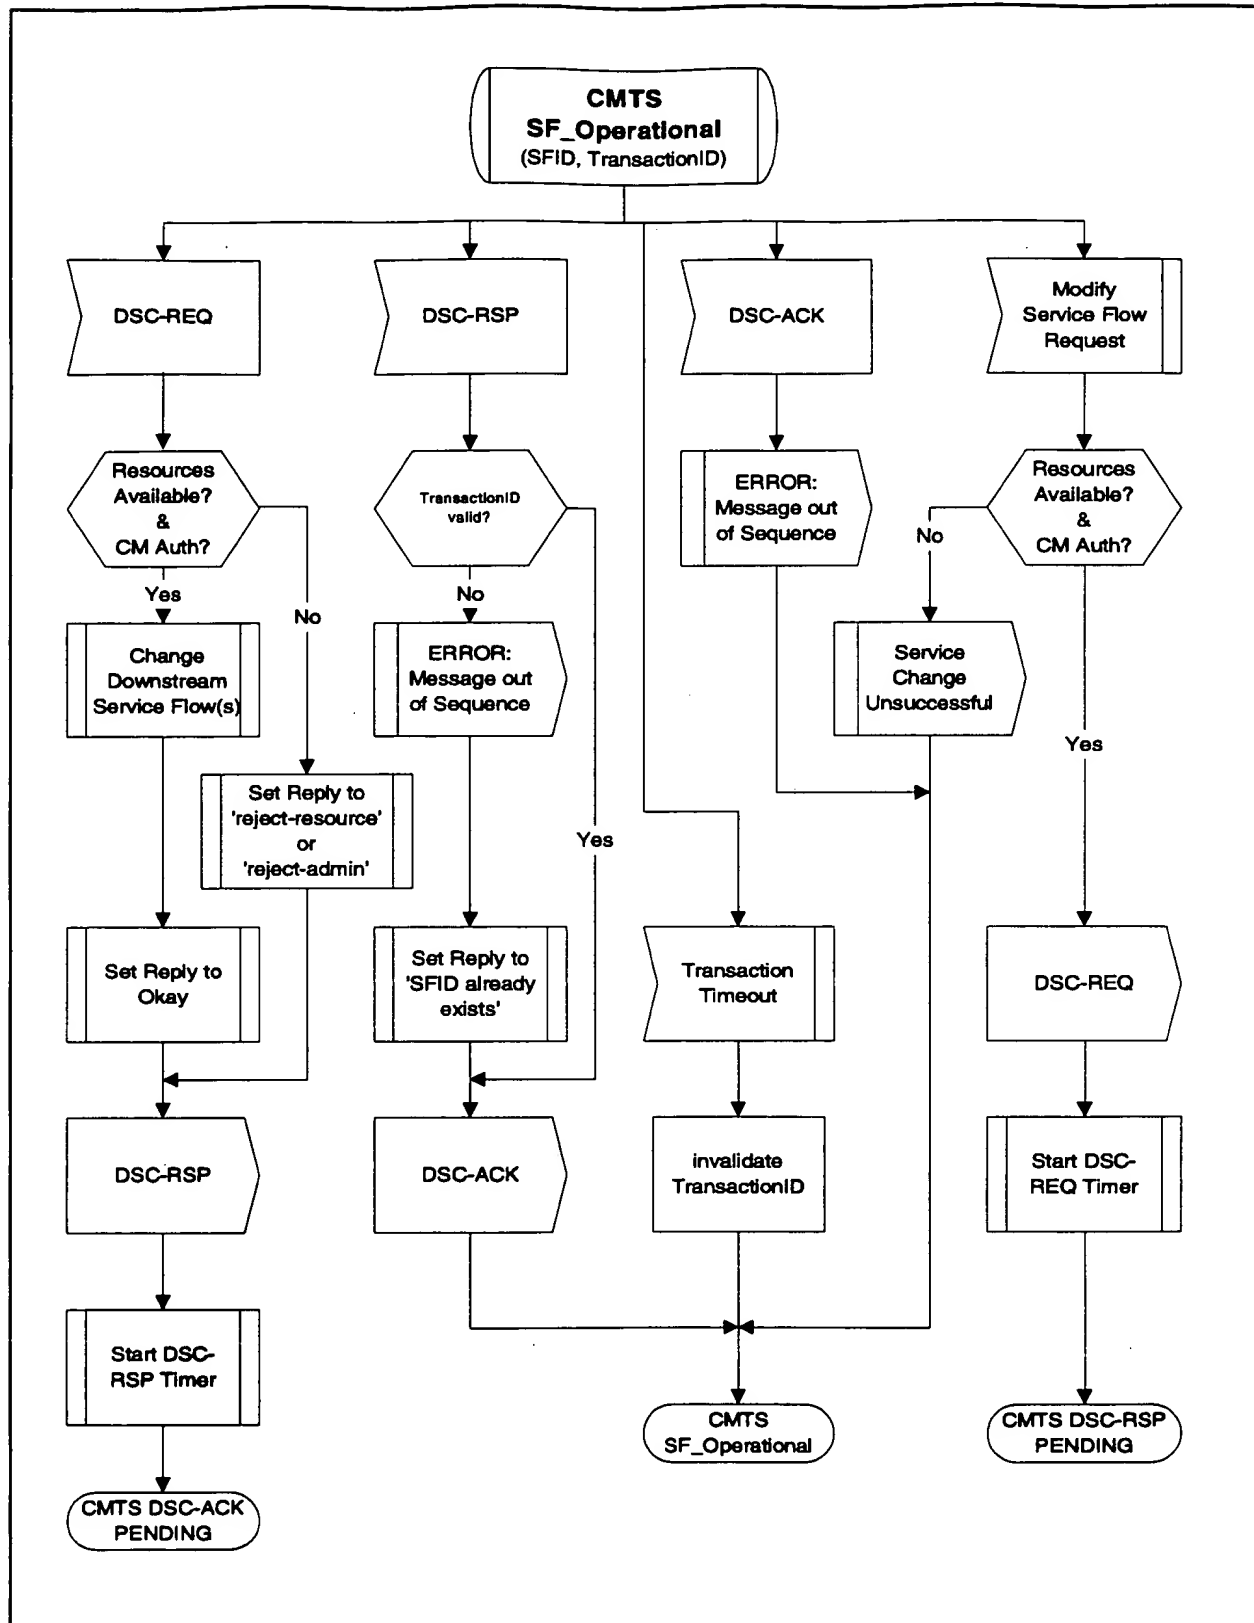 CMTS
SF_Operational
(SFID, TransactionID)
DSC-REQ
DSC-RSP
DSC-ACK
Modify
Service Flow
Request
Resources
Available?
&
CM Auth?
TransactionID
valid?
ERROR:
Message out
of Sequence
Resources
Available?
&
CM Auth?
No
Yes
No
No
Change
Downstream
Service Flow(s)
ERROR:
Message out
of Sequence
Service
Change
Unsuccessful
Yes
Set Reply to
'reject-resource'
or
'reject-admin'
Yes
Set Reply to
Okay
Set Reply to
'SFID already
exists'
Transaction
Timeout
DSC-REQ
DSC-RSP
DSC-ACK
invalidate
TransactionID
Start DSC-
REQ Timer
Start DSC-
RSP Timer
CMTS
SF_Operational
CMTS DSC-RSP
PENDING
CMTS DSC-ACK
PENDING